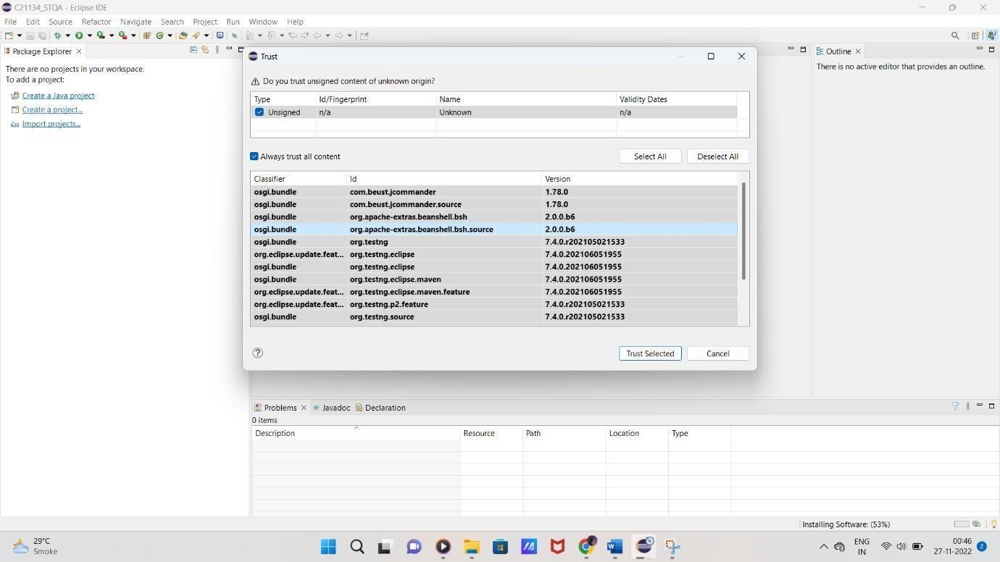 C21134_STQA - Eclipse IDE
File Edit Source Refactor Navigate Search Project Run Window Help
Package Explorer
There are no projects in your workspace.
To add a project:
Create a Java project
Create a project...
Import projects...
Trust
Do you trust unsigned content of unknown origin?
Type Id/Fingerprint Name Validity Dates
Unsigned n/a Unknown n/a
Always trust all content Select All Deselect All
Classifier Id Version
osgi.bundle com.beust.jcommander 1.78.0
osgi.bundle com.beust.jcommander.source 1.78.0
osgi.bundle org.apache-extras.beanshell.bsh 2.0.0.b6
osgi.bundle org.apache-extras.beanshell.bsh.source 2.0.0.b6
osgi.bundle org.testng 7.4.0.r202105021533
org.eclipse.update.feat... org.testng.eclipse 7.4.0.202106051955
osgi.bundle org.testng.eclipse 7.4.0.202106051955
osgi.bundle org.testng.eclipse.maven 7.4.0.202106051955
org.eclipse.update.feat... org.testng.eclipse.maven.feature 7.4.0.202106051955
org.eclipse.update.feat... org.testng.p2.feature 7.4.0.r202105021533
osgi.bundle org.testng.source 7.4.0.r202105021533
Trust Selected Cancel
Outline
There is no active editor that provides an outline.
Problems Javadoc Declaration
0 items
Description Resource Path Location Type
Installing Software: (53%)
29°C
Smoke
ENG
IN
00:46
27-11-2022
2